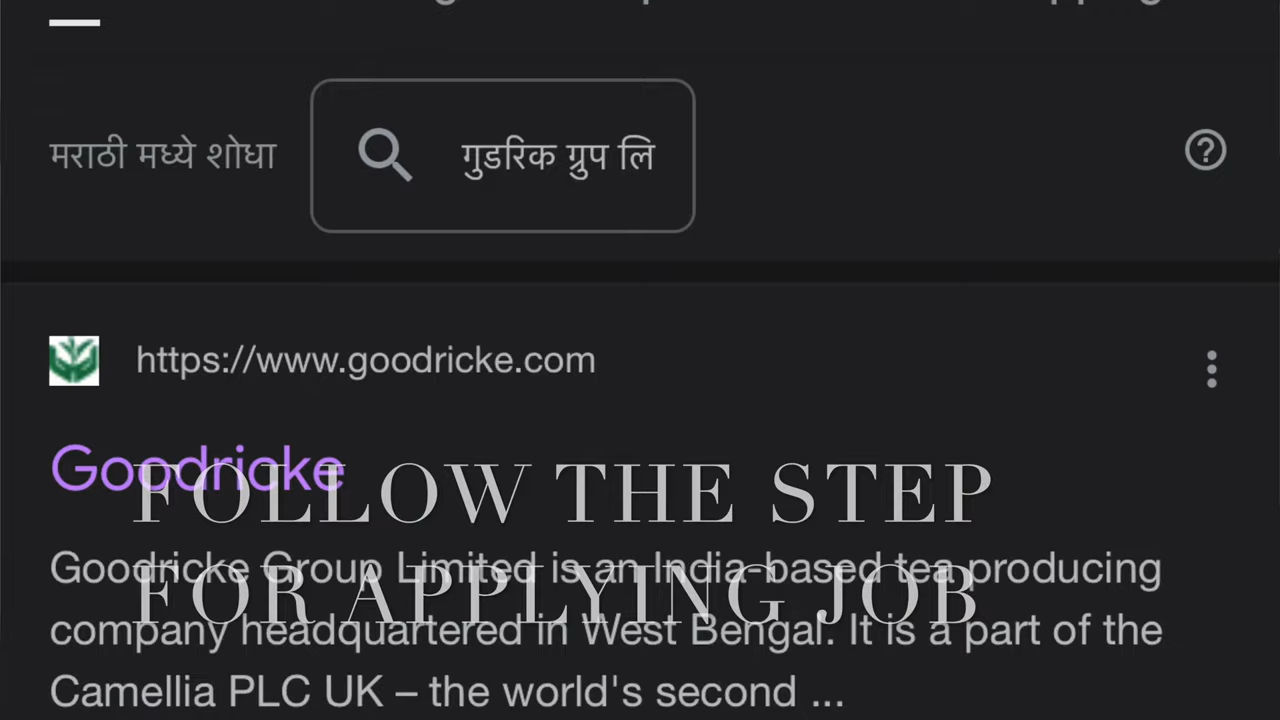 मराठी मध्ये शोधा
गुडरिक ग्रुप लि
https://www.goodricke.com
Goodricke
FOLLOW THE STEP
Goodricke Group Limited is an India based tea producing
FOR APPLYING JOB
company headquartered in West Bengal. It is a part of the
Camellia PLC UK – the world's second ...